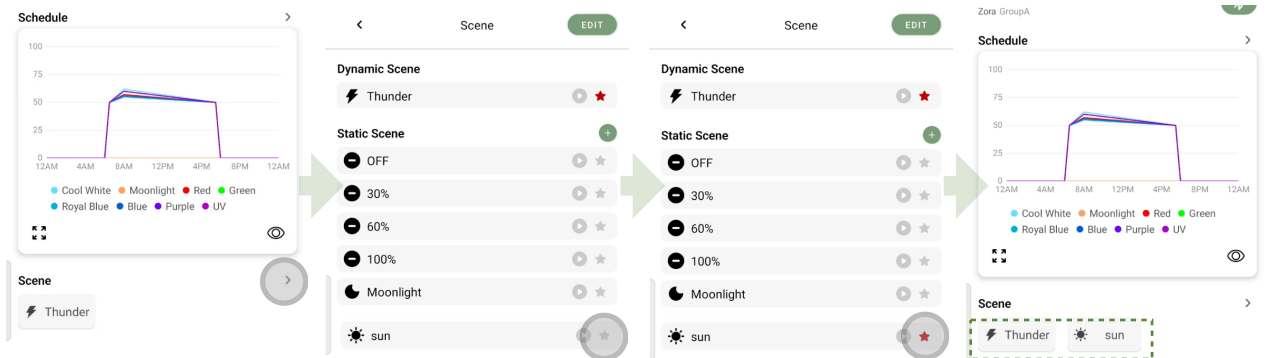 Schedule
100
75
50
25
0
12AM 4AM 8AM 12PM 4PM 8PM 12AM
Cool White Moonlight Red Green
Royal Blue Blue Purple UV
Scene
Thunder
Scene EDIT
Dynamic Scene
Thunder
Static Scene
OFF
30%
60%
100%
Moonlight
sun
Scene EDIT
Dynamic Scene
Thunder
Static Scene
OFF
30%
60%
100%
Moonlight
sun
Zora GroupA
Schedule
100
75
50
25
0
12AM 4AM 8AM 12PM 4PM 8PM 12AM
Cool White Moonlight Red Green
Royal Blue Blue Purple UV
Scene
Thunder sun